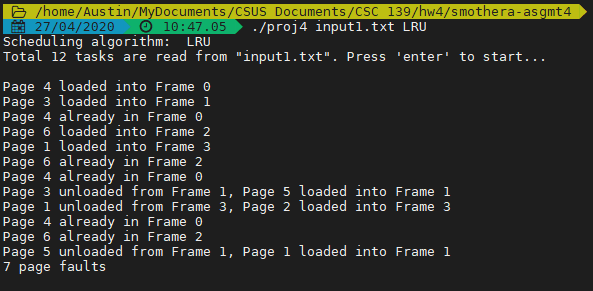 /home/Austin/MyDocuments/CSUS Documents/CSC 139/hw4/smothera-asgmt4
27/04/2020 10:47.05 ./proj4 input1.txt LRU
Scheduling algorithm:  LRU
Total 12 tasks are read from "input1.txt". Press 'enter' to start...
Page 4 loaded into Frame 0
Page 3 loaded into Frame 1
Page 4 already in Frame 0
Page 6 loaded into Frame 2
Page 1 loaded into Frame 3
Page 6 already in Frame 2
Page 4 already in Frame 0
Page 3 unloaded from Frame 1, Page 5 loaded into Frame 1
Page 1 unloaded from Frame 3, Page 2 loaded into Frame 3
Page 4 already in Frame 0
Page 6 already in Frame 2
Page 5 unloaded from Frame 1, Page 1 loaded into Frame 1
7 page faults